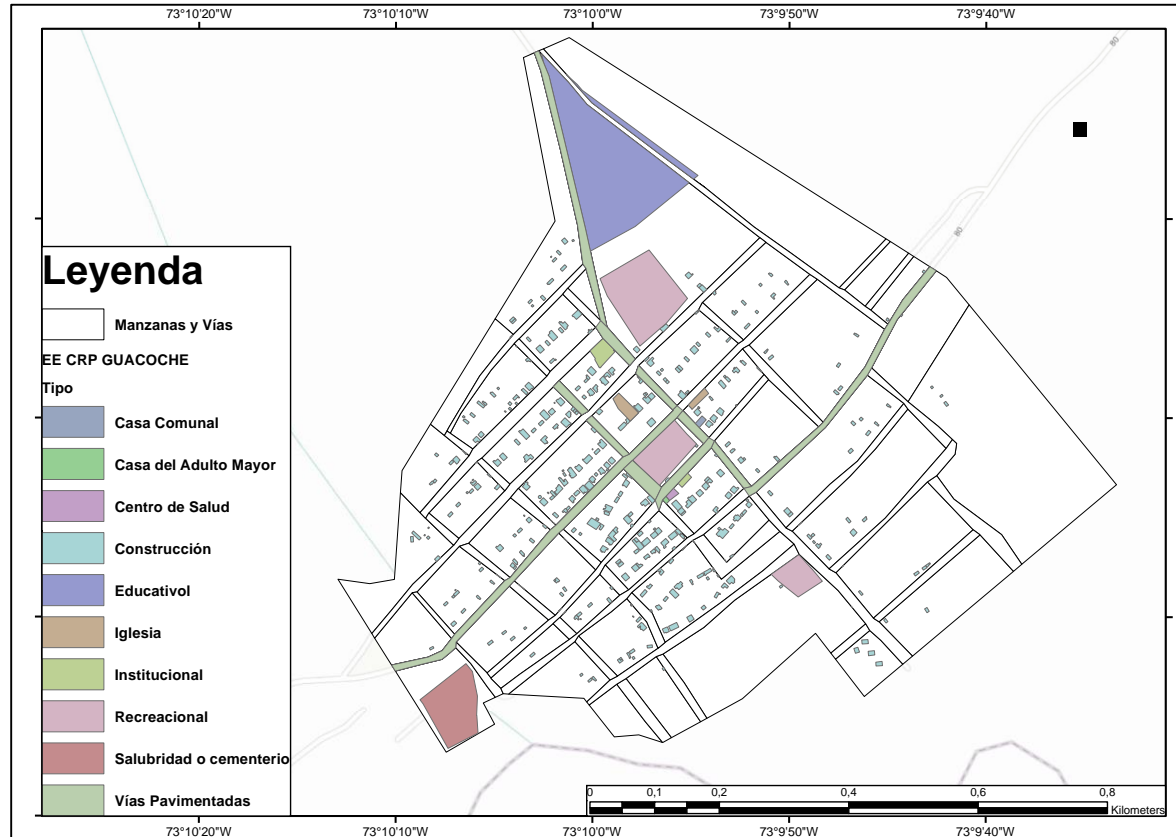 73°10'20"W 73°10'10"W 73°10'0"W 73°9'50"W 73°9'40"W
80
80
Leyenda
Manzanas y Vías
EE CRP GUACOCHE
Tipo
Casa Comunal
Casa del Adulto Mayor
Centro de Salud
Construcción
Educativol
Iglesia
Institucional
Recreacional
Salubridad o cementerio
Vías Pavimentadas
0 0,1 0,2 0,4 0,6 0,8
Kilometers
73°10'20"W 73°10'10"W 73°10'0"W 73°9'50"W 73°9'40"W